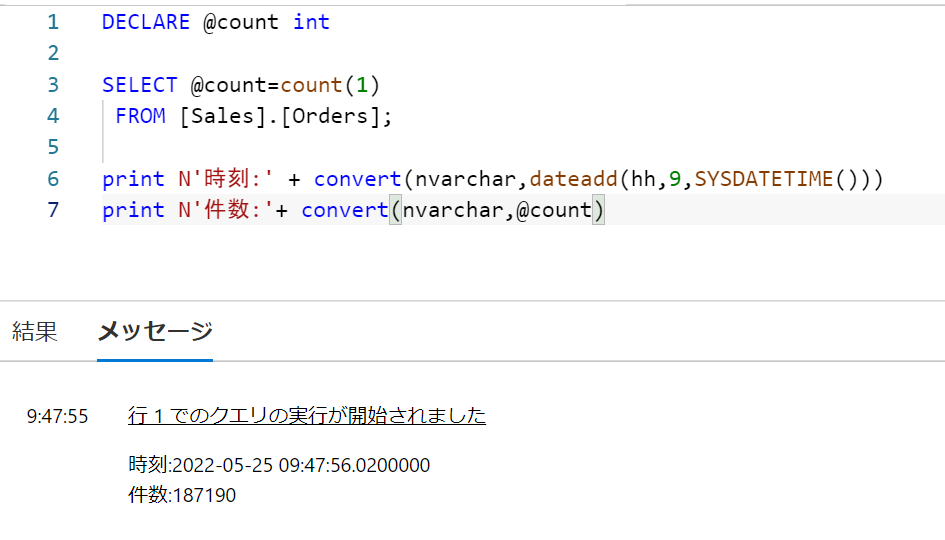 1 DECLARE @count int
2
3 SELECT @count=count(1)
4 FROM [Sales].[Orders];
5
6 print N'時刻:' + convert(nvarchar,dateadd(hh,9,SYSDATETIME()))
7 print N'件数:'+ convert(nvarchar,@count)
結果 メッセージ
9:47:55 行 1 でのクエリの実行が開始されました
時刻:2022-05-25 09:47:56.0200000
件数:187190